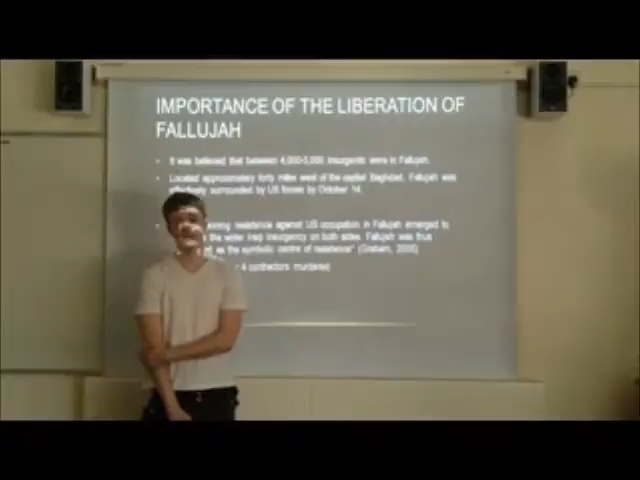 IMPORTANCE OF THE LIBERATION OF
FALLUJAH
• It was believed that between 4,000-5,000 insurgents were in Fallujah.
• Located approximately forty miles west of the capital Baghdad. Fallujah was
effectively surrounded by US forces by October 14.
resistance against US occupation in Fallujah emerged to
the wider Iraqi insurgency on both sides. Fallujah was thus
as the symbolic centre of resistance" (Graham, 2005)
4 contractors murdered